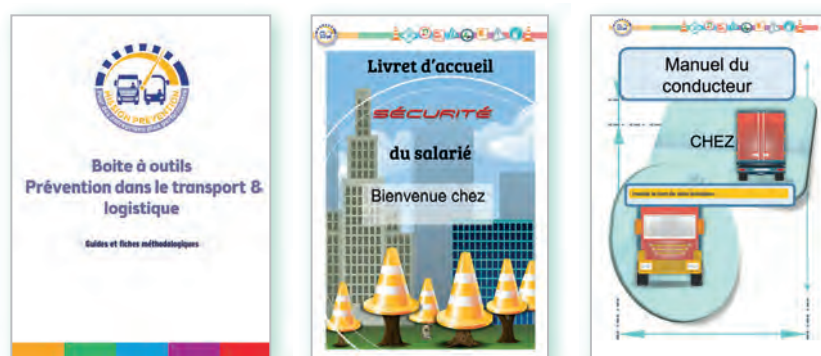 MISSION PREVENTION
Boite à outils
Prévention dans le transport &
logistique
Guides et fiches méthodologiques
Livret d’accueil
SÉCURITÉ
du salarié
Bienvenue chez
Manuel du
conducteur
CHEZ